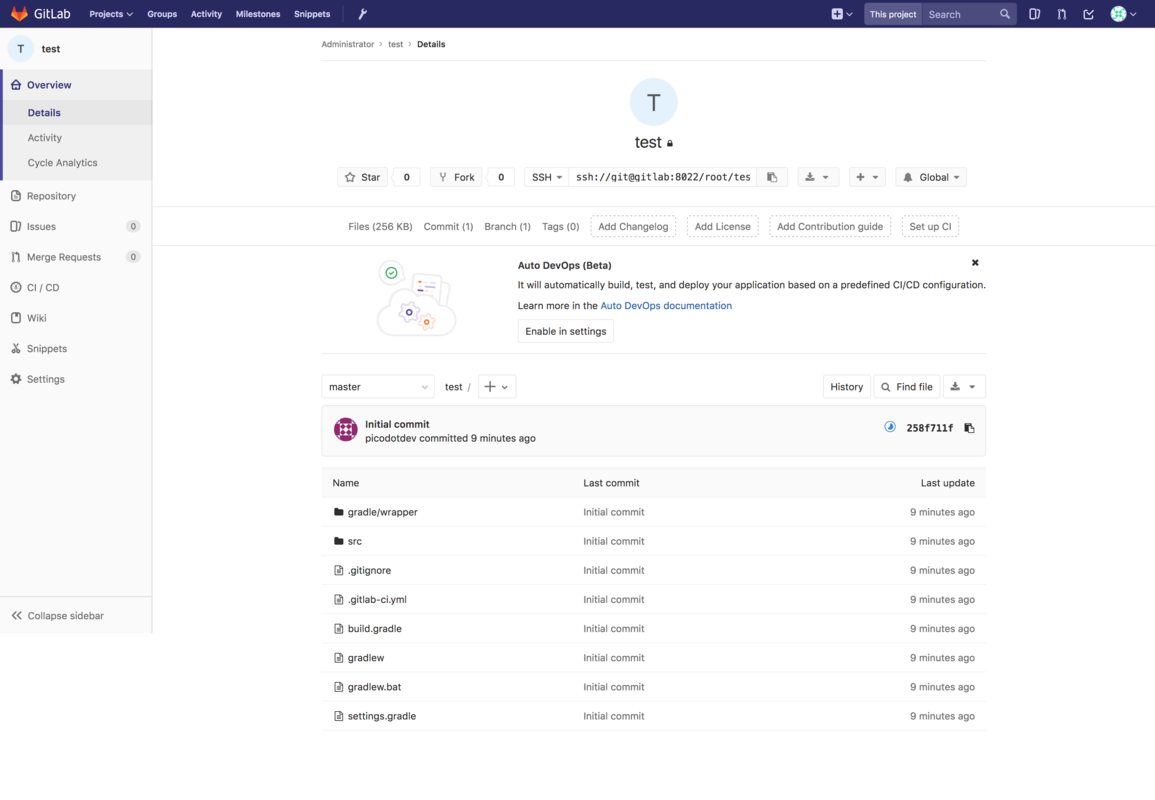 GitLab Projects Groups Activity Milestones Snippets This project Search
T test
Overview
Details
Activity
Cycle Analytics
Repository
Issues 0
Merge Requests 0
CI / CD
Wiki
Snippets
Settings
Collapse sidebar
Administrator > test > Details
T
test
Star 0 Fork 0 SSH ssh://git@gitlab:8022/root/tes Global
Files (256 KB) Commit (1) Branch (1) Tags (0) Add Changelog Add License Add Contribution guide Set up CI
Auto DevOps (Beta)
It will automatically build, test, and deploy your application based on a predefined CI/CD configuration.
Learn more in the Auto DevOps documentation
Enable in settings
master test / History Find file
Initial commit
picodotdev committed 9 minutes ago
258f711f
Name Last commit Last update
gradle/wrapper Initial commit 9 minutes ago
src Initial commit 9 minutes ago
.gitignore Initial commit 9 minutes ago
.gitlab-ci.yml Initial commit 9 minutes ago
build.gradle Initial commit 9 minutes ago
gradlew Initial commit 9 minutes ago
gradlew.bat Initial commit 9 minutes ago
settings.gradle Initial commit 9 minutes ago